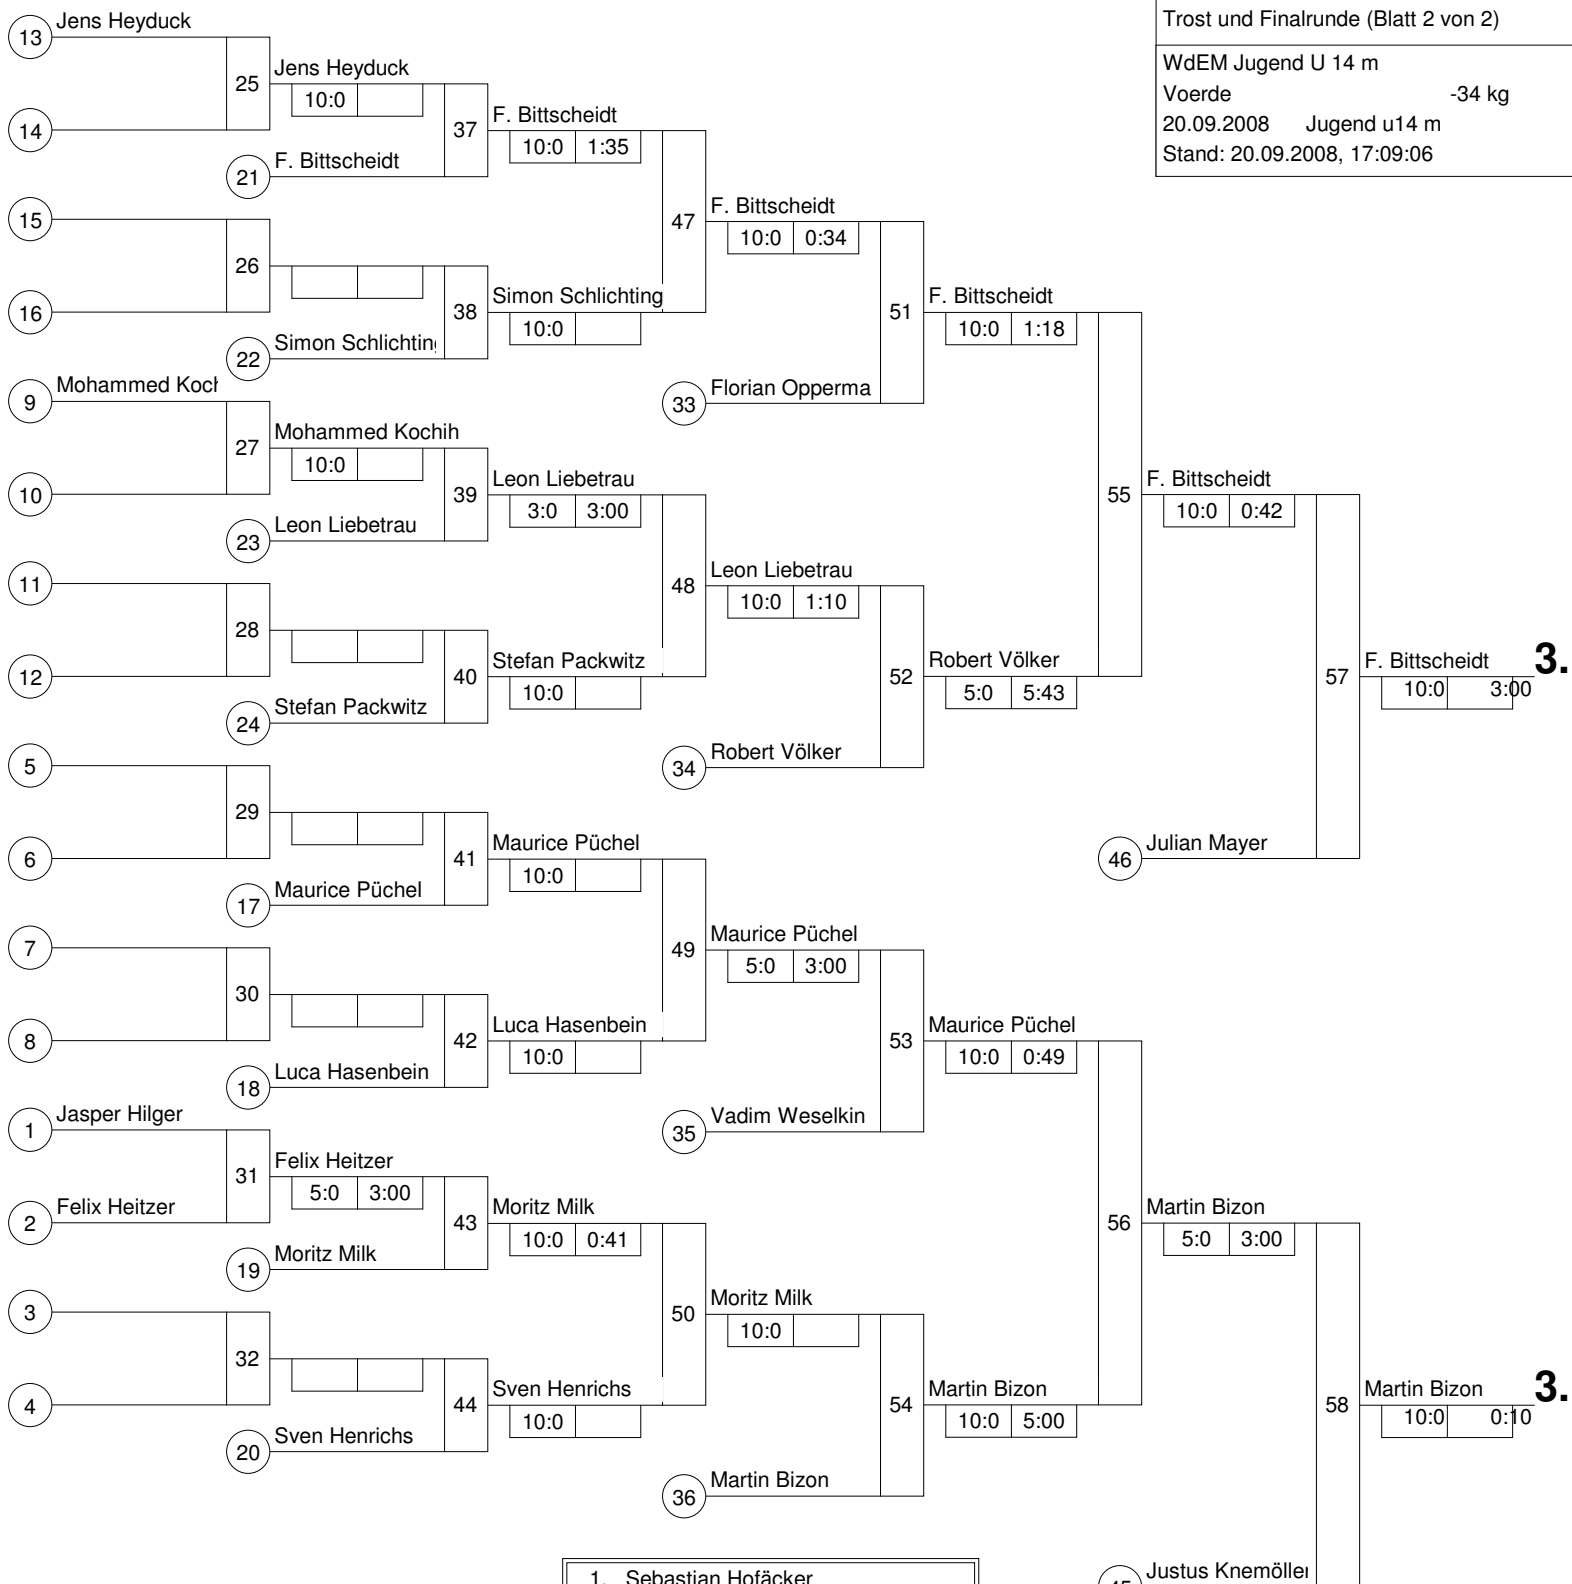 Trost und Finalrunde (Blatt 2 von 2)
WdEM Jugend U 14 m
Voerde -34 kg
20.09.2008 Jugend u14 m
Stand: 20.09.2008, 17:09:06
13 Jens Heyduck
25 Jens Heyduck
10:0
14
37 F. Bittscheidt
10:0 1:35
21 F. Bittscheidt
15
47 F. Bittscheidt
10:0 0:34
26
16
38 Simon Schlichting
10:0
22 Simon Schlichting
51 F. Bittscheidt
10:0 1:18
33 Florian Opperma
9 Mohammed Koch
27 Mohammed Kochih
10:0
10
39 Leon Liebetrau
3:0 3:00
23 Leon Liebetrau
55 F. Bittscheidt
10:0 0:42
11
48 Leon Liebetrau
10:0 1:10
28
12
40 Stefan Packwitz
10:0
24 Stefan Packwitz
52 Robert Völker
5:0 5:43
34 Robert Völker
57 F. Bittscheidt 3.
10:0 3:00
5
29
6
41 Maurice Püchel
10:0
17 Maurice Püchel
46 Julian Mayer
7
49 Maurice Püchel
5:0 3:00
30
8
42 Luca Hasenbein
10:0
18 Luca Hasenbein
53 Maurice Püchel
10:0 0:49
35 Vadim Weselkin
1 Jasper Hilger
31 Felix Heitzer
5:0 3:00
2 Felix Heitzer
43 Moritz Milk
10:0 0:41
19 Moritz Milk
56 Martin Bizon
5:0 3:00
3
50 Moritz Milk
10:0
32
4
44 Sven Henrichs
10:0
20 Sven Henrichs
54 Martin Bizon
10:0 5:00
36 Martin Bizon
58 Martin Bizon 3.
10:0 0:10
1. Sebastian Hofäcker
45 Justus Knemöller